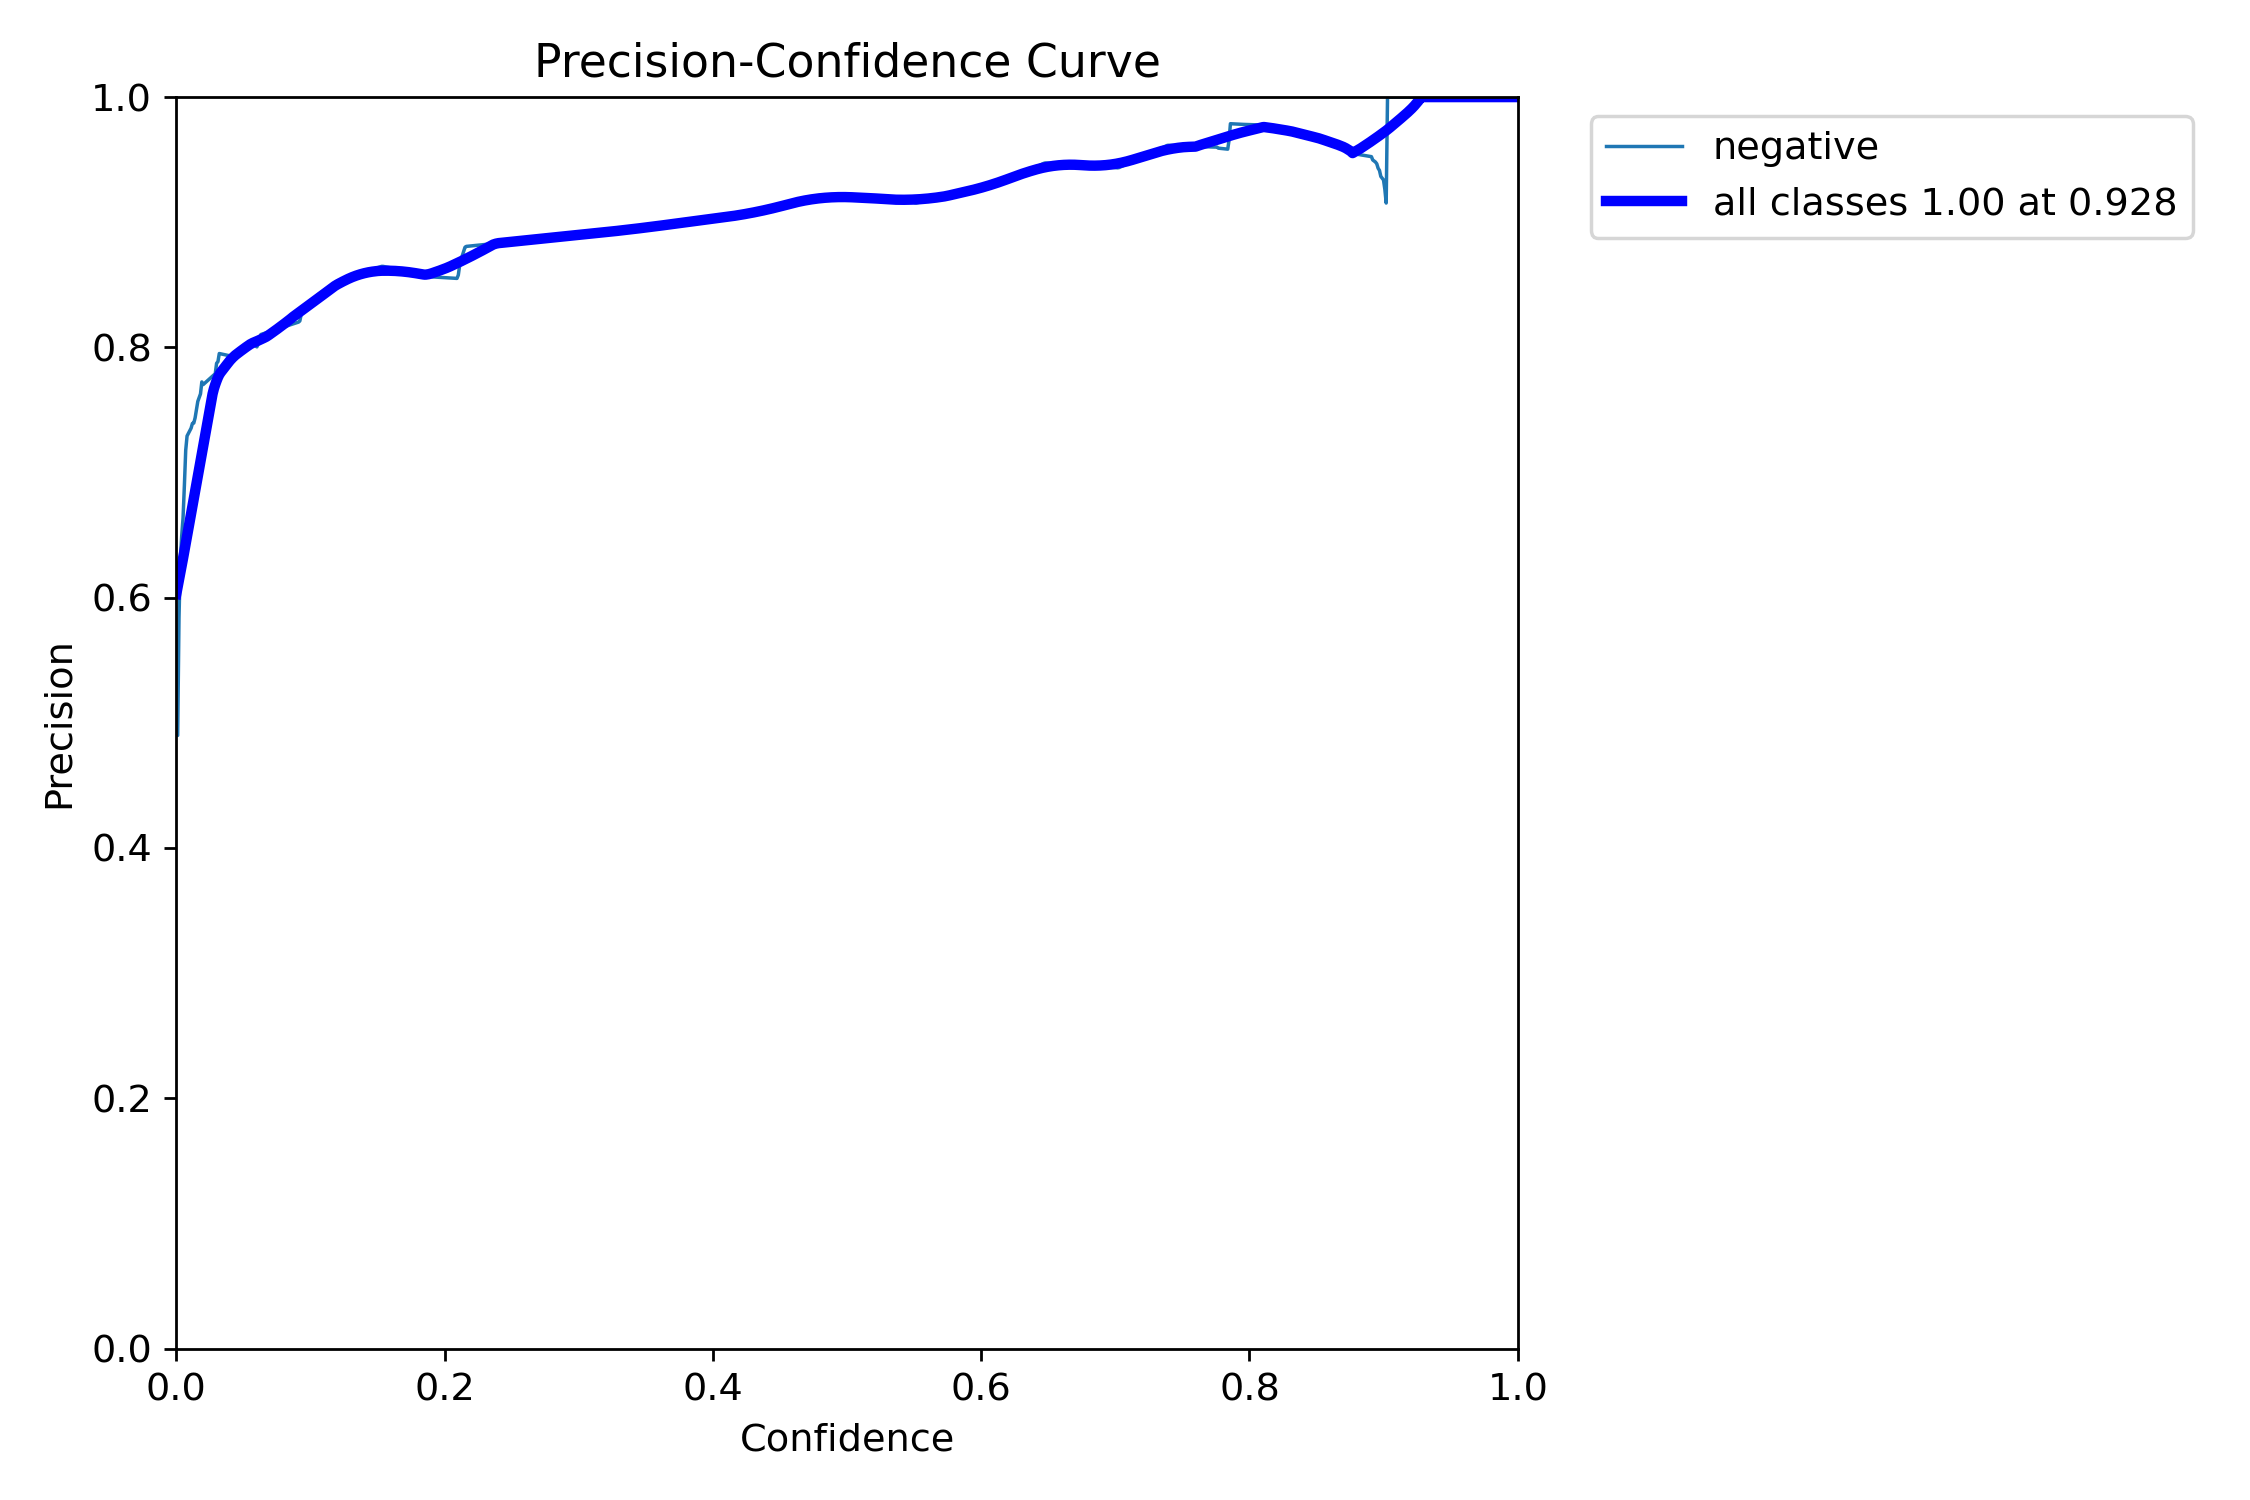 Precision-Confidence Curve
1.0
0.8
0.6
0.4
0.2
0.0
Precision
0.0 0.2 0.4 0.6 0.8 1.0
Confidence
negative
all classes 1.00 at 0.928